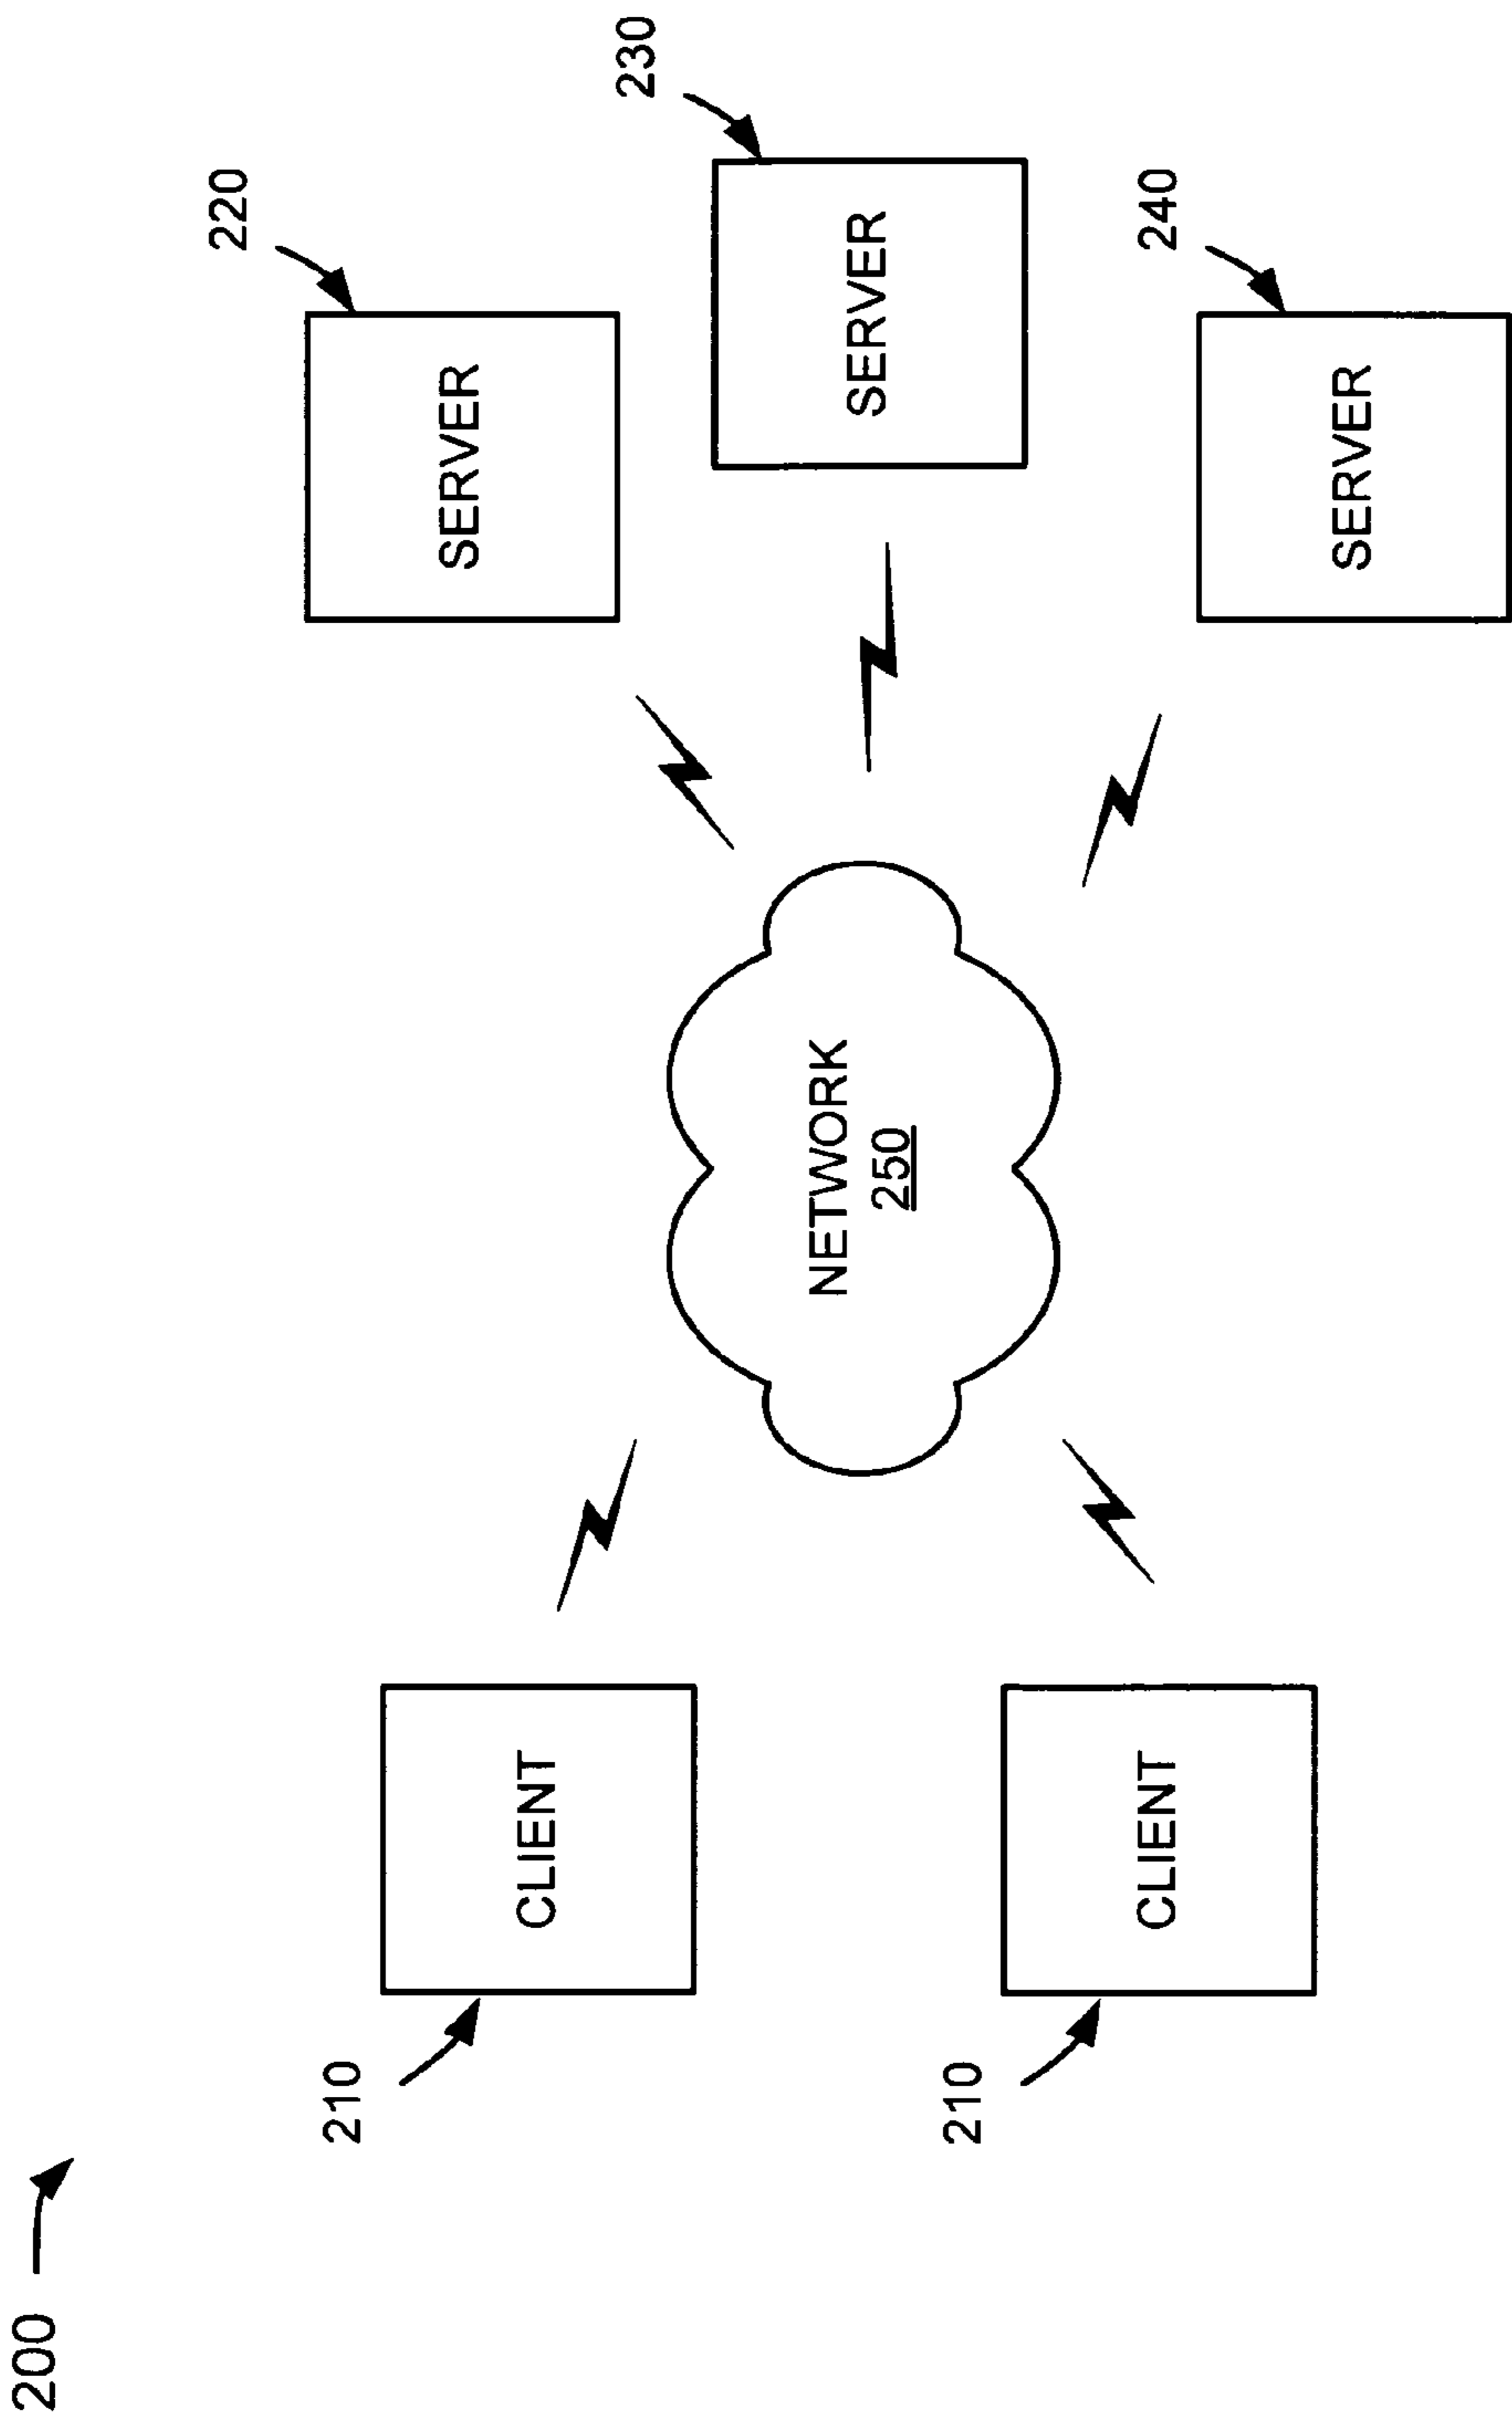 200
210
CLIENT
210
CLIENT
NETWORK
250
220
SERVER
230
SERVER
240
SERVER